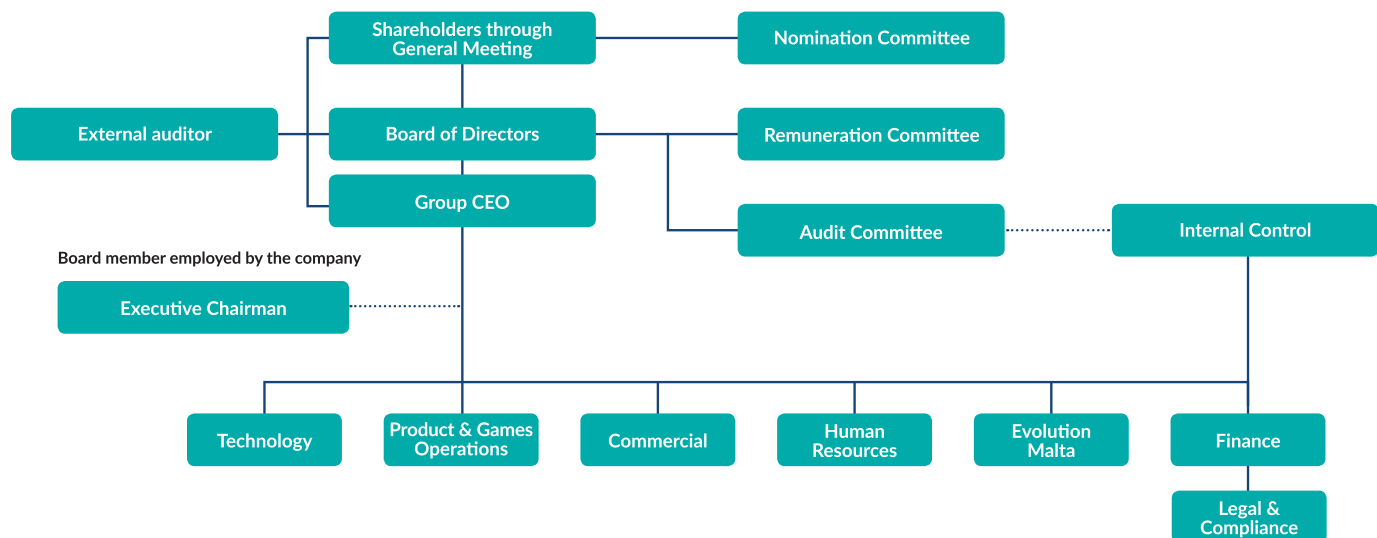 Shareholders through
General Meeting
Nomination Committee
External auditor
Board of Directors
Remuneration Committee
Group CEO
Audit Committee
Internal Control
Board member employed by the company
Executive Chairman
Technology
Product & Games
Operations
Commercial
Human
Resources
Evolution
Malta
Finance
Legal &
Compliance